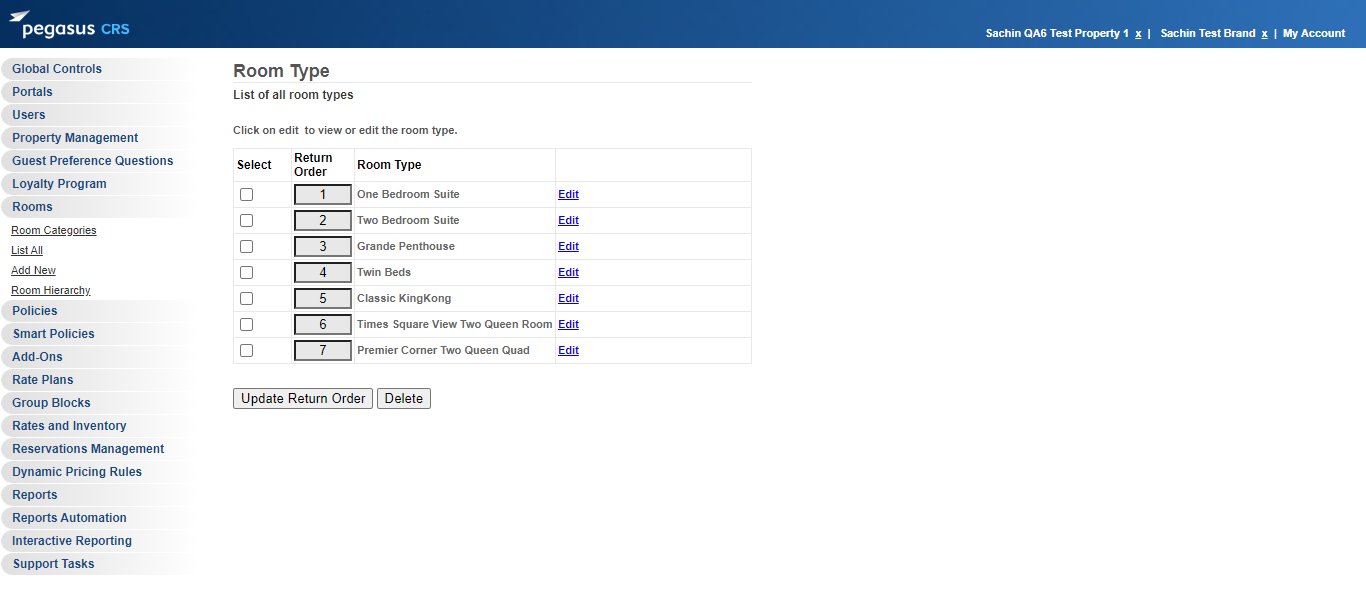 pegasus CRS
Sachin QA6 Test Property 1 x | Sachin Test Brand x | My Account
Global Controls
Portals
Users
Property Management
Guest Preference Questions
Loyalty Program
Rooms
Room Categories
List All
Add New
Room Hierarchy
Policies
Smart Policies
Add-Ons
Rate Plans
Group Blocks
Rates and Inventory
Reservations Management
Dynamic Pricing Rules
Reports
Reports Automation
Interactive Reporting
Support Tasks
Room Type
List of all room types
Click on edit to view or edit the room type.
Select Return Order Room Type
1 One Bedroom Suite Edit
2 Two Bedroom Suite Edit
3 Grande Penthouse Edit
4 Twin Beds Edit
5 Classic KingKong Edit
6 Times Square View Two Queen Room Edit
7 Premier Corner Two Queen Quad Edit
Update Return Order Delete